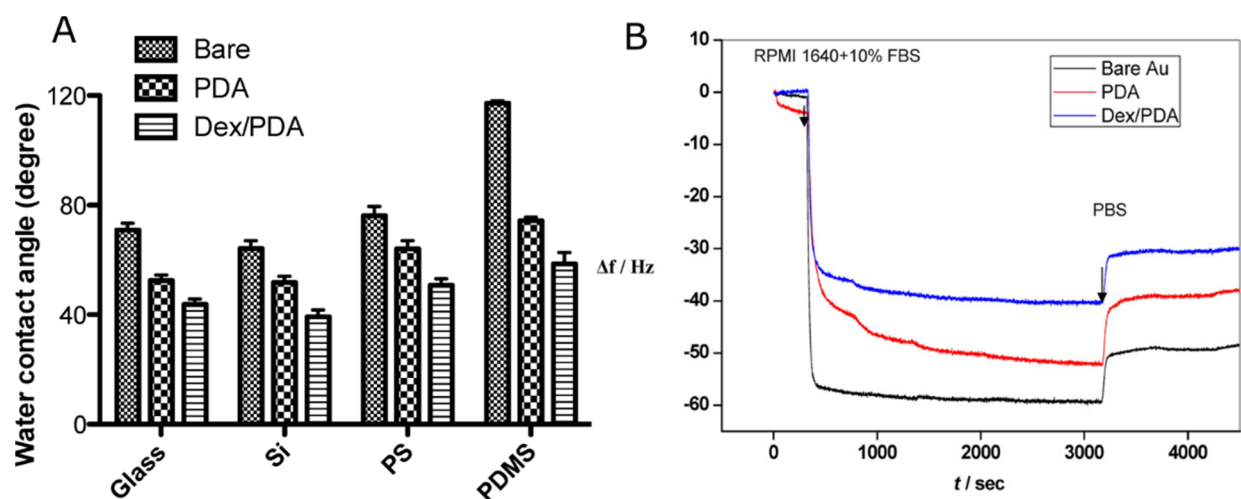 A
Bare
PDA
Dex/PDA
Water contact angle (degree)
120
80
40
0
Glass
Si
PS
PDMS
B
RPMI 1640+10% FBS
Bare Au
PDA
Dex/PDA
PBS
Δf / Hz
10
0
-10
-20
-30
-40
-50
-60
0
1000
2000
3000
4000
t / sec